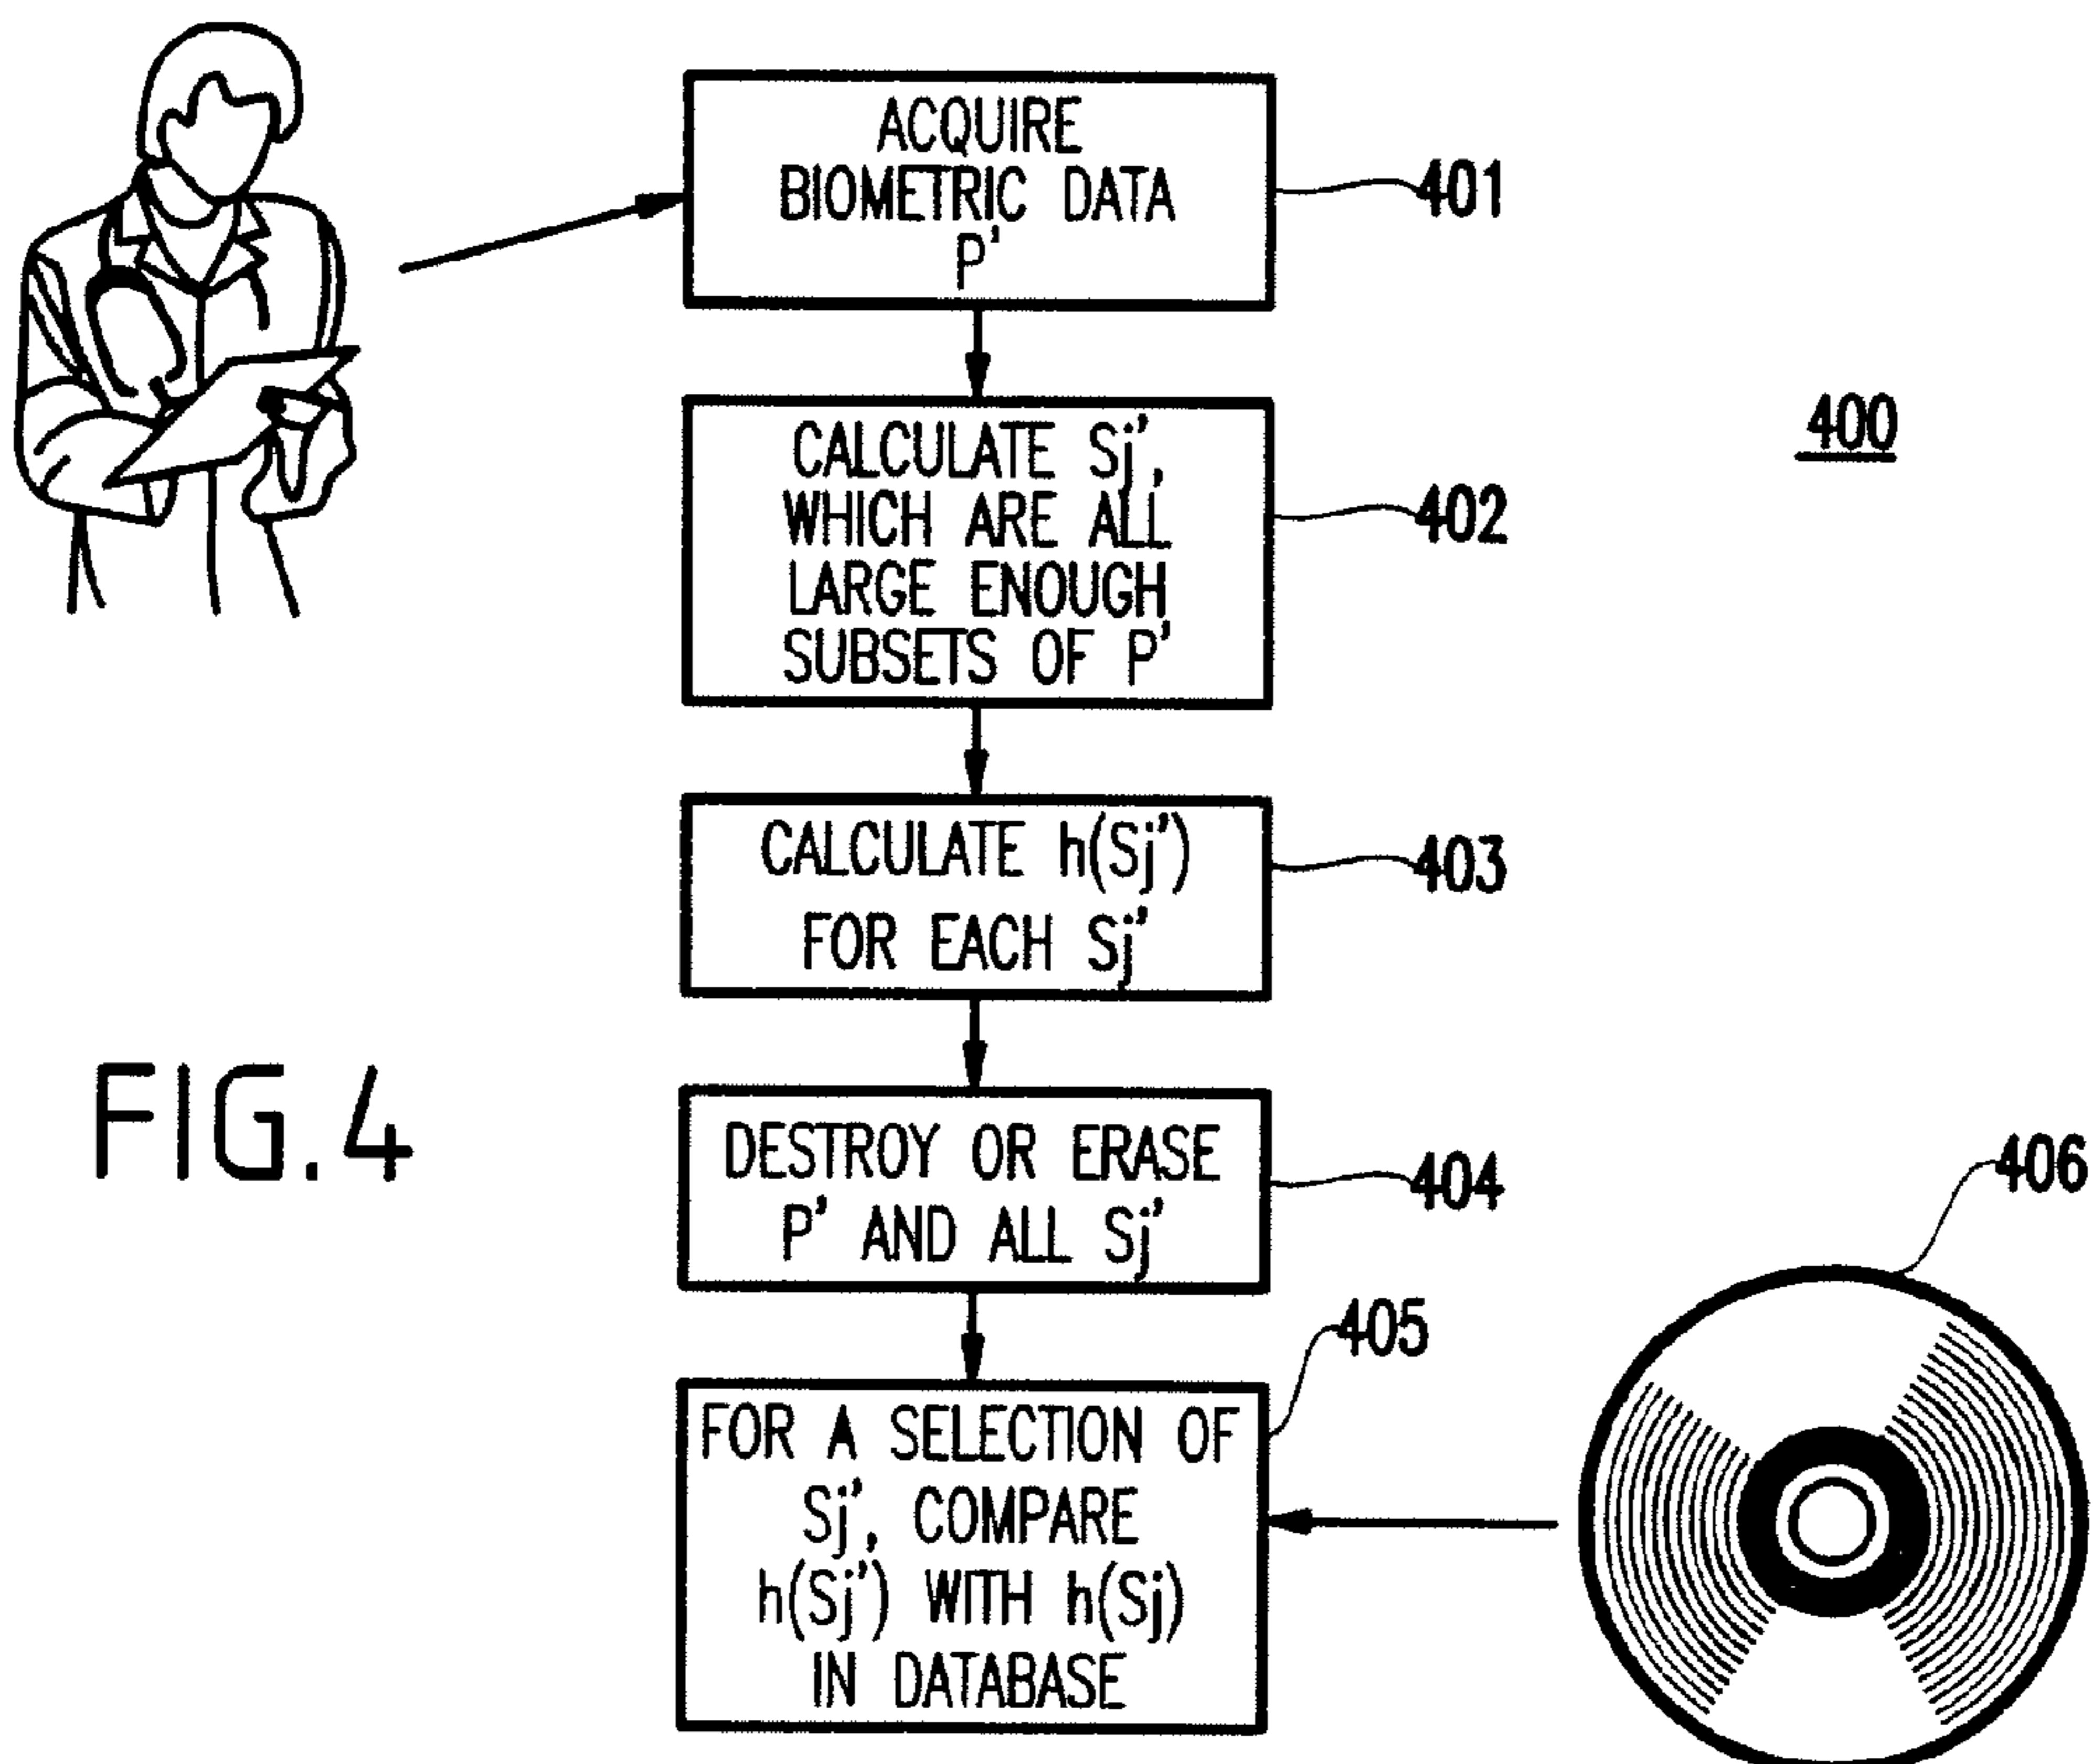 ACQUIRE
BIOMETRIC DATA
P'
401
CALCULATE Sj',
WHICH ARE ALL
LARGE ENOUGH
SUBSETS OF P'
402
400
CALCULATE h(Sj')
FOR EACH Sj'
403
FIG.4
DESTROY OR ERASE
P' AND ALL Sj'
404
406
405
FOR A SELECTION OF
Sj', COMPARE
h(Sj') WITH h(Sj)
IN DATABASE